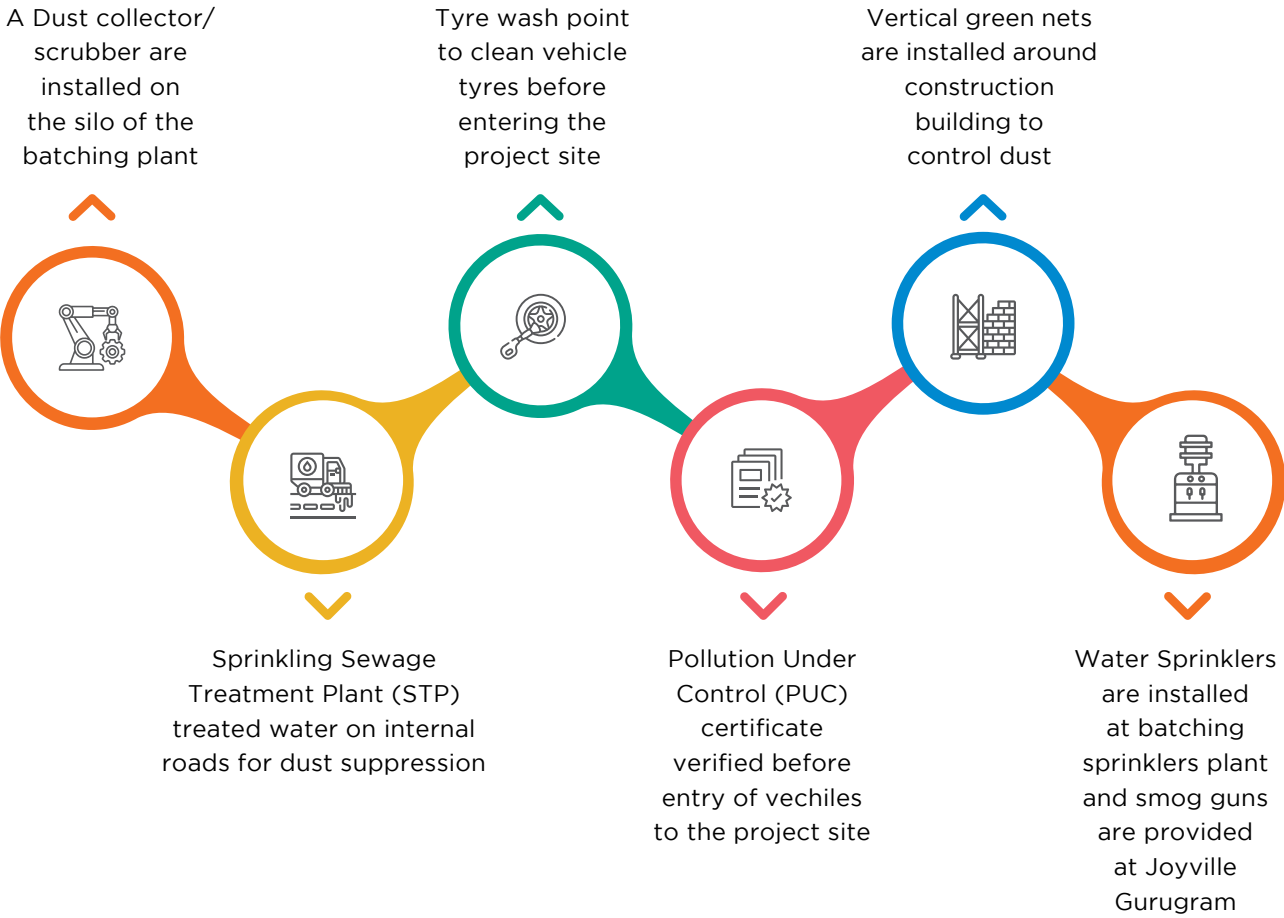 A Dust collector/
scrubber are
installed on
the silo of the
batching plant
Sprinkling Sewage
Treatment Plant (STP)
treated water on internal
roads for dust suppression
Tyre wash point
to clean vehicle
tyres before
entering the
project site
Pollution Under
Control (PUC)
certificate
verified before
entry of vechiles
to the project site
Vertical green nets
are installed around
construction
building to
control dust
Water Sprinklers
are installed
at batching
sprinklers plant
and smog guns
are provided
at Joyville
Gurugram